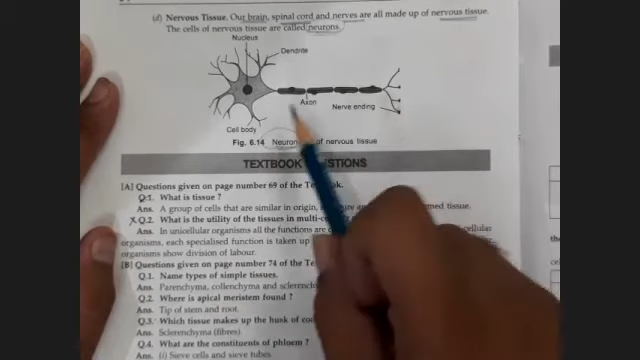 (d) Nervous Tissue. Our brain, spinal cord and nerves are all made up of nervous tissue.
The cells of nervous tissue are called neurons.
Nucleus
Dendrite
Axon
Nerve ending
Cell body
Fig. 6.14 Neuron of nervous tissue
TEXTBOOK QUESTIONS
[A] Questions given on page number 69 of the
Q.1. What is tissue ?
Ans. A group of cells that are similar in origin, tissue.
Q.2. What is the utility of the tissues in
Ans. In unicellular organisms all the functions are
organisms, each specialised function is taken up
organisms show division of labour.
[B] Questions given on page number 74 of the
Q.1. Name types of simple tissues.
Ans. Parenchyma, collenchyma and
Q.2. Where is apical meristem found ?
Ans. Tip of stem and root.
Q.3. Which tissue makes up the husk of
Ans. Sclerenchyma (fibres).
Q.4. What are the constituents of phloem ?
Ans. (i) Sieve cells and sieve tubes